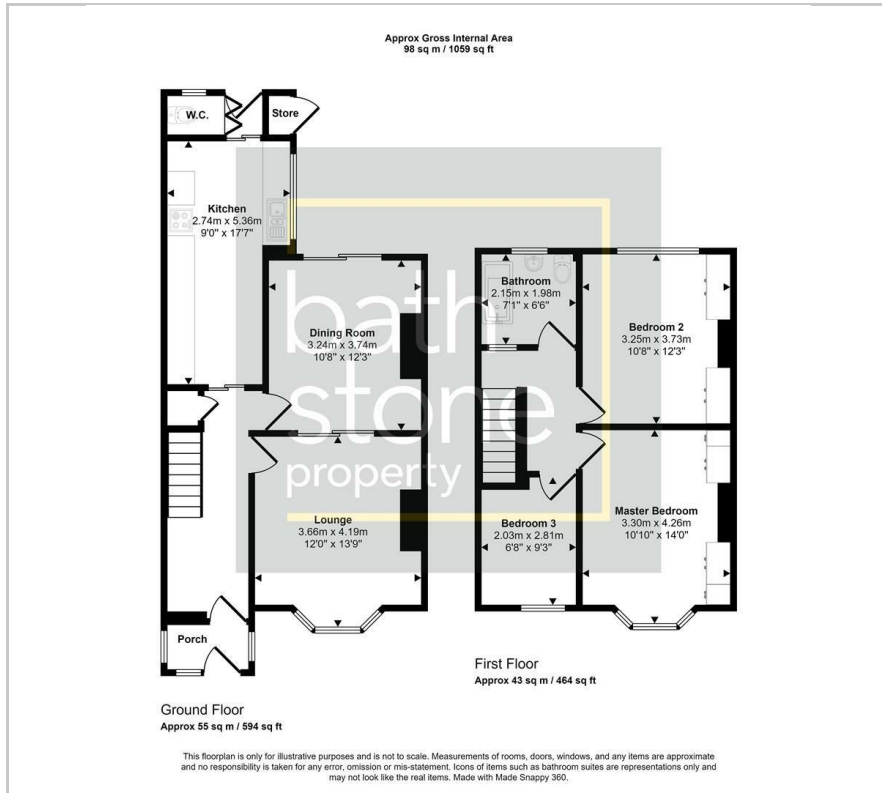 Approx Gross Internal Area
98 sq m / 1059 sq ft
W.C.
Store
Kitchen
2.74m x 5.36m
9'0" x 17'7"
Dining Room
3.24m x 3.74m
10'8" x 12'3"
Lounge
3.66m x 4.19m
12'0" x 13'9"
Porch
Ground Floor
Approx 55 sq m / 594 sq ft
Bathroom
2.15m x 1.98m
7'1" x 6'6"
Bedroom 2
3.25m x 3.73m
10'8" x 12'3"
Master Bedroom
3.30m x 4.26m
10'10" x 14'0"
Bedroom 3
2.03m x 2.81m
6'8" x 9'3"
First Floor
Approx 43 sq m / 464 sq ft
bath
stone
property
This floorplan is only for illustrative purposes and is not to scale. Measurements of rooms, doors, windows, and any items are approximate
and no responsibility is taken for any error, omission or mis-statement. Icons of items such as bathroom suites are representations only and
may not look like the real items. Made with Made Snappy 360.